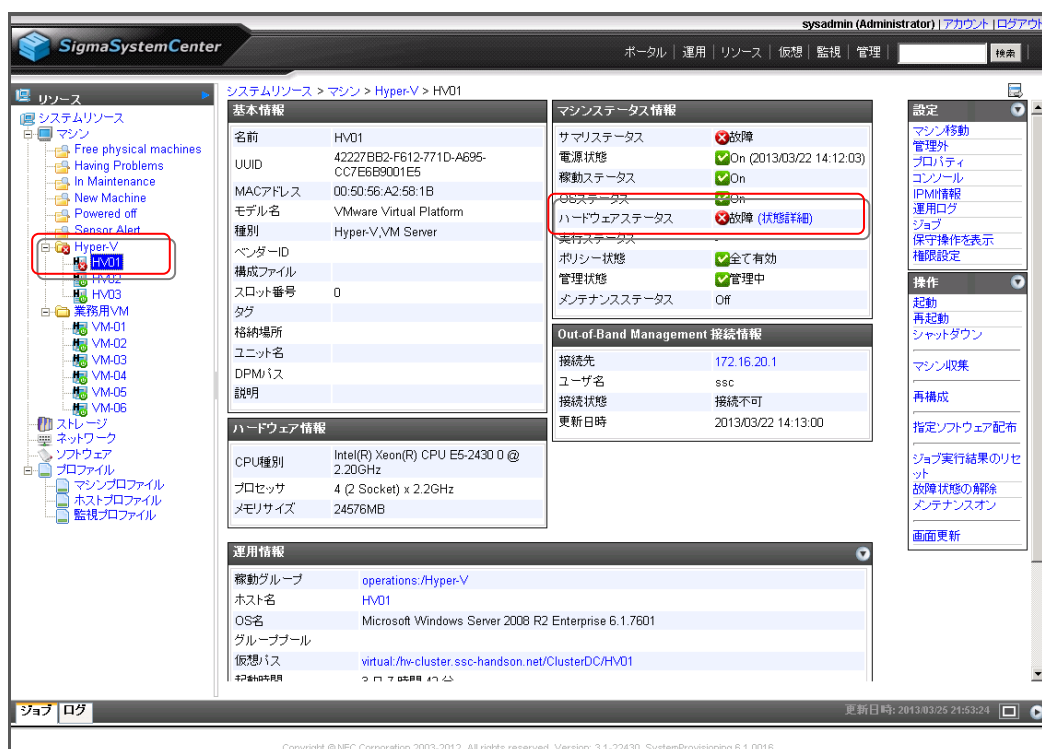 sysadmin (Administrator) | アカウント | ログアウト
SigmaSystemCenter
ポータル | 運用 | リソース | 仮想 | 監視 | 管理 | 検索
リソース
システムリソース
マシン
Free physical machines
Having Problems
In Maintenance
New Machine
Powered off
Sensor Alert
Hyper-V
HV01
HV02
HV03
業務用VM
VM-01
VM-02
VM-03
VM-04
VM-05
VM-06
ストレージ
ネットワーク
ソフトウェア
プロファイル
マシンプロファイル
ホストプロファイル
監視プロファイル
システムリソース > マシン > Hyper-V > HV01
基本情報
名前 HV01
UUID 42227BB2-F612-771D-A695-
CC7E6B9001E5
MACアドレス 00:50:56:A2:58:1B
モデル名 VMware Virtual Platform
種別 Hyper-V,VM Server
ベンダーID
構成ファイル
スロット番号 0
タグ
格納場所
ユニット名
DPMパス
説明
ハードウェア情報
CPU種別 Intel(R) Xeon(R) CPU E5-2430 0 @
2.20GHz
プロセッサ 4 (2 Socket) x 2.2GHz
メモリサイズ 24576MB
マシンステータス情報
サマリステータス 故障
電源状態 On (2013/03/22 14:12:03)
稼動ステータス On
OSステータス On
ハードウェアステータス 故障 (状態詳細)
実行ステータス -
ポリシー状態 全て有効
管理状態 管理中
メンテナンスステータス Off
Out-of-Band Management 接続情報
接続先 172.16.20.1
ユーザ名 ssc
接続状態 接続不可
更新日時 2013/03/22 14:13:00
運用情報
稼動グループ operations:/Hyper-V
ホスト名 HV01
OS名 Microsoft Windows Server 2008 R2 Enterprise 6.1.7601
グループプール
仮想パス virtual:/hv-cluster.ssc-handson.net/ClusterDC/HV01
起動時間 3 日 7 時間 42 分
設定
マシン移動
管理外
プロパティ
コンソール
IPMI情報
運用ログ
ジョブ
保守操作を表示
権限設定
操作
起動
再起動
シャットダウン
マシン収集
再構成
指定ソフトウェア配布
ジョブ実行結果のリセ
ット
故障状態の解除
メンテナンスオン
画面更新
ジョブ ログ
更新日時: 2013/03/25 21:53:24
Copyright © NEC Corporation 2003-2012. All rights reserved. Version: 3.1-22430, SystemProvisioning 6.1.0016